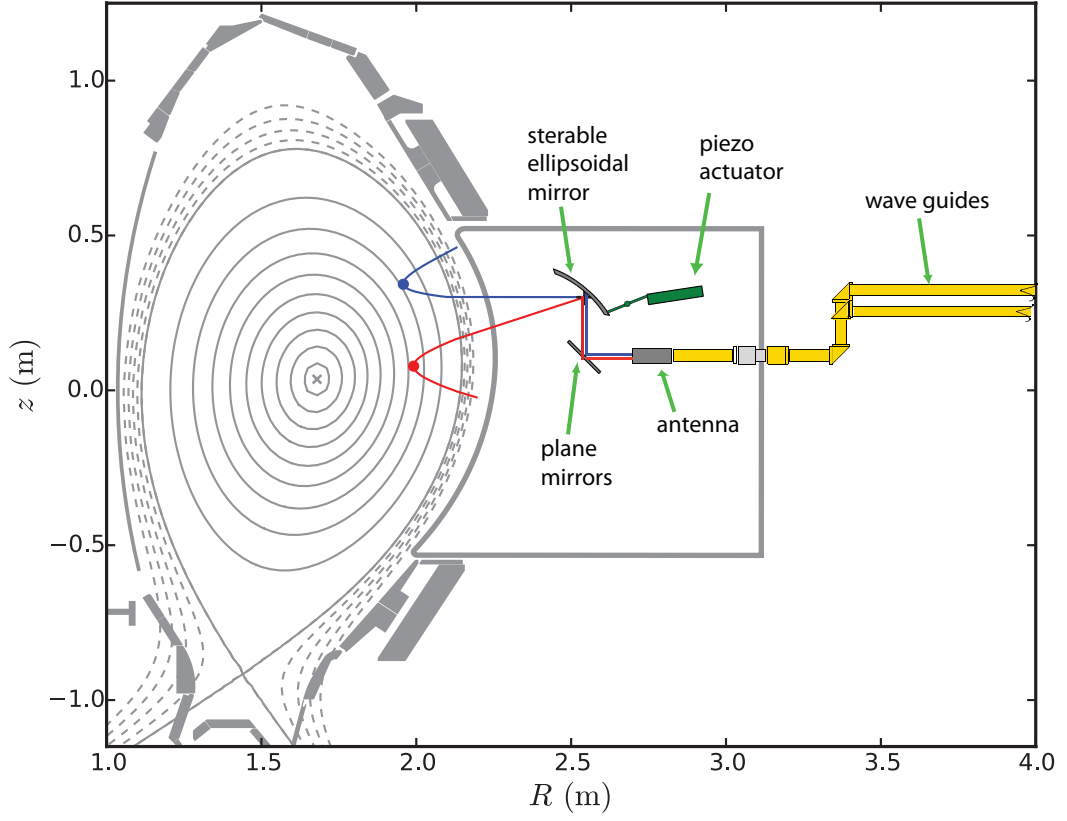 sterable
ellipsoidal
mirror
piezo
actuator
wave guides
plane
mirrors
antenna
z (m)
1.0
0.5
0.0
−0.5
−1.0
1.0
1.5
2.0
2.5
3.0
3.5
4.0
R (m)